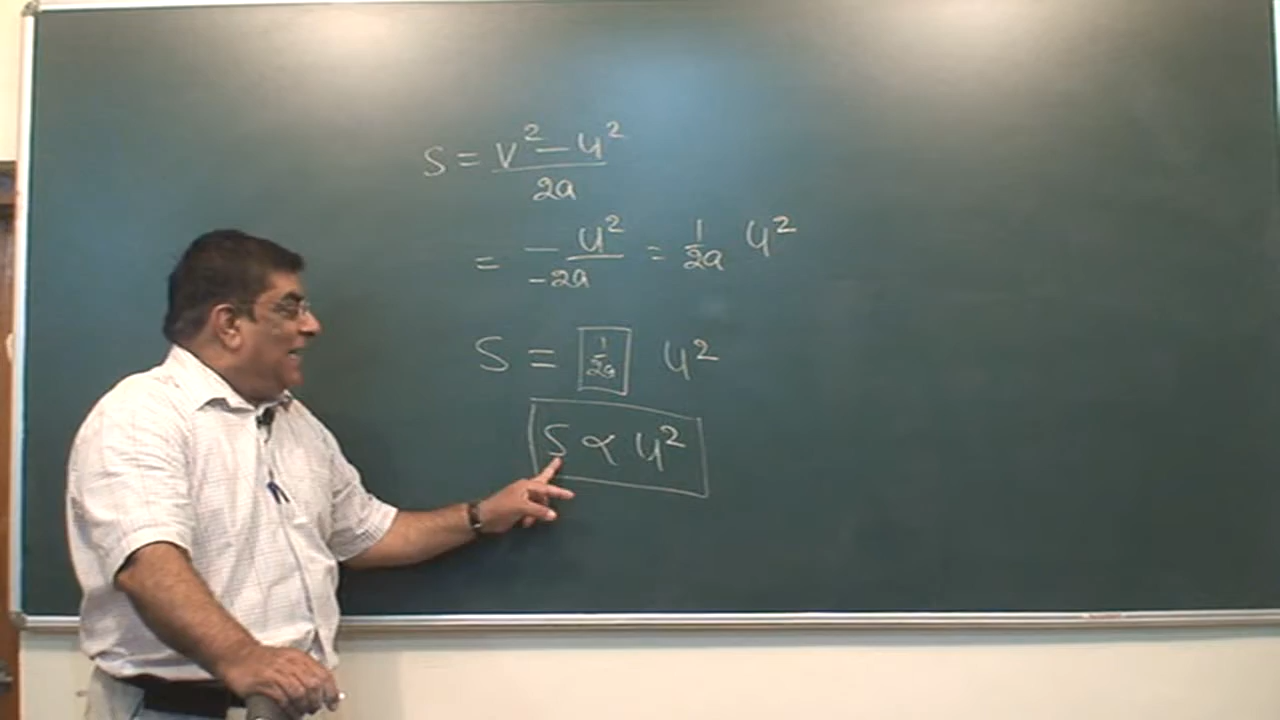 S = v² - u² / 2a
= - u² / -2a = 1/2a u²
S = 1/2a u²
S ∝ u²